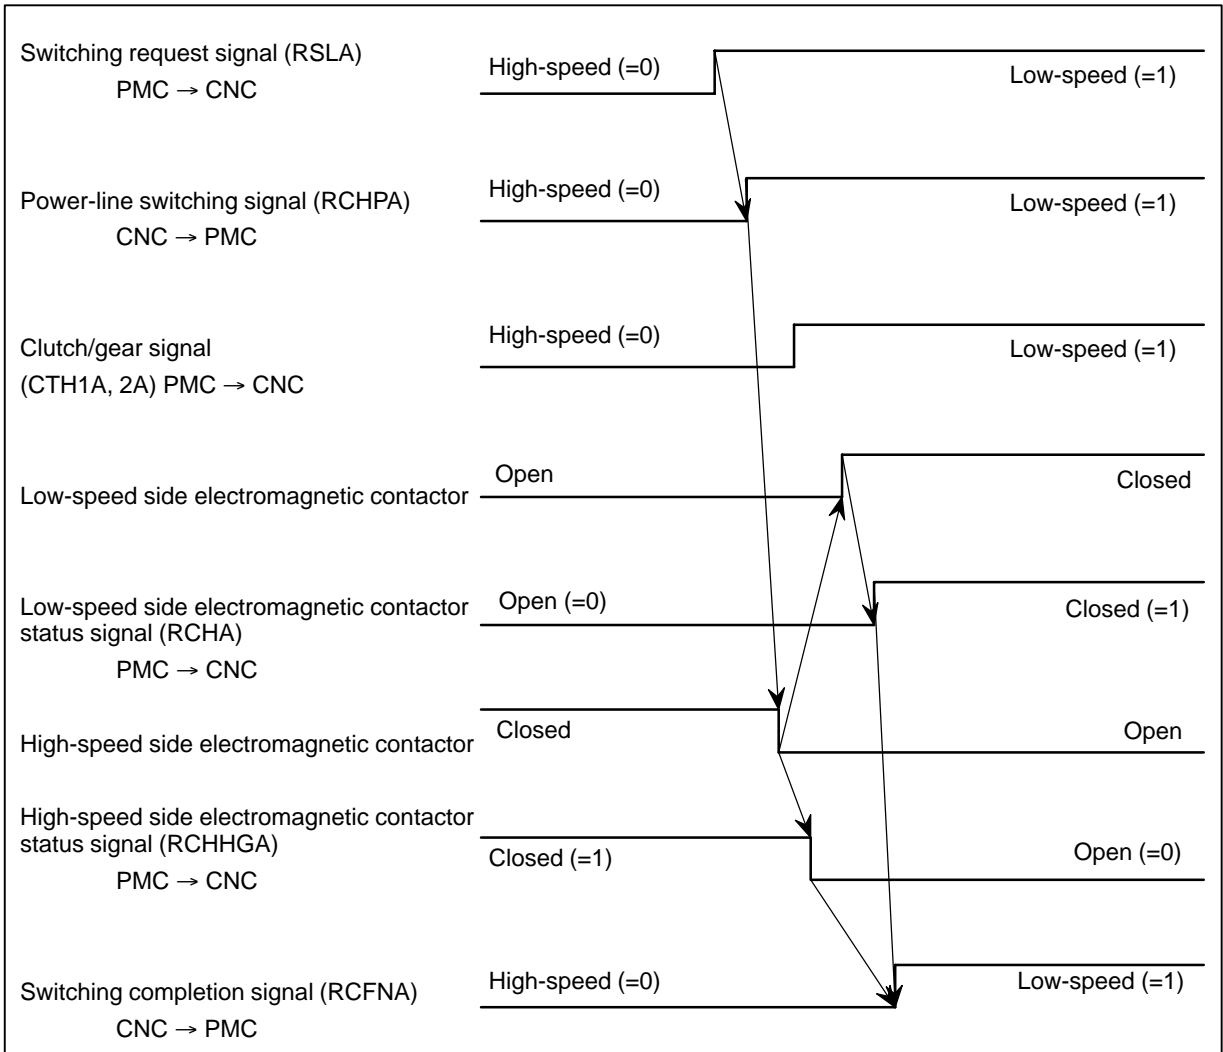 Switching request signal (RSLA)
PMC → CNC
High-speed (=0)
Low-speed (=1)
Power-line switching signal (RCHPA)
CNC → PMC
High-speed (=0)
Low-speed (=1)
Clutch/gear signal
(CTH1A, 2A) PMC → CNC
High-speed (=0)
Low-speed (=1)
Low-speed side electromagnetic contactor
Open
Closed
Low-speed side electromagnetic contactor
status signal (RCHA)
PMC → CNC
Open (=0)
Closed (=1)
High-speed side electromagnetic contactor
Closed
Open
High-speed side electromagnetic contactor
status signal (RCHHGA)
PMC → CNC
Closed (=1)
Open (=0)
Switching completion signal (RCFNA)
CNC → PMC
High-speed (=0)
Low-speed (=1)